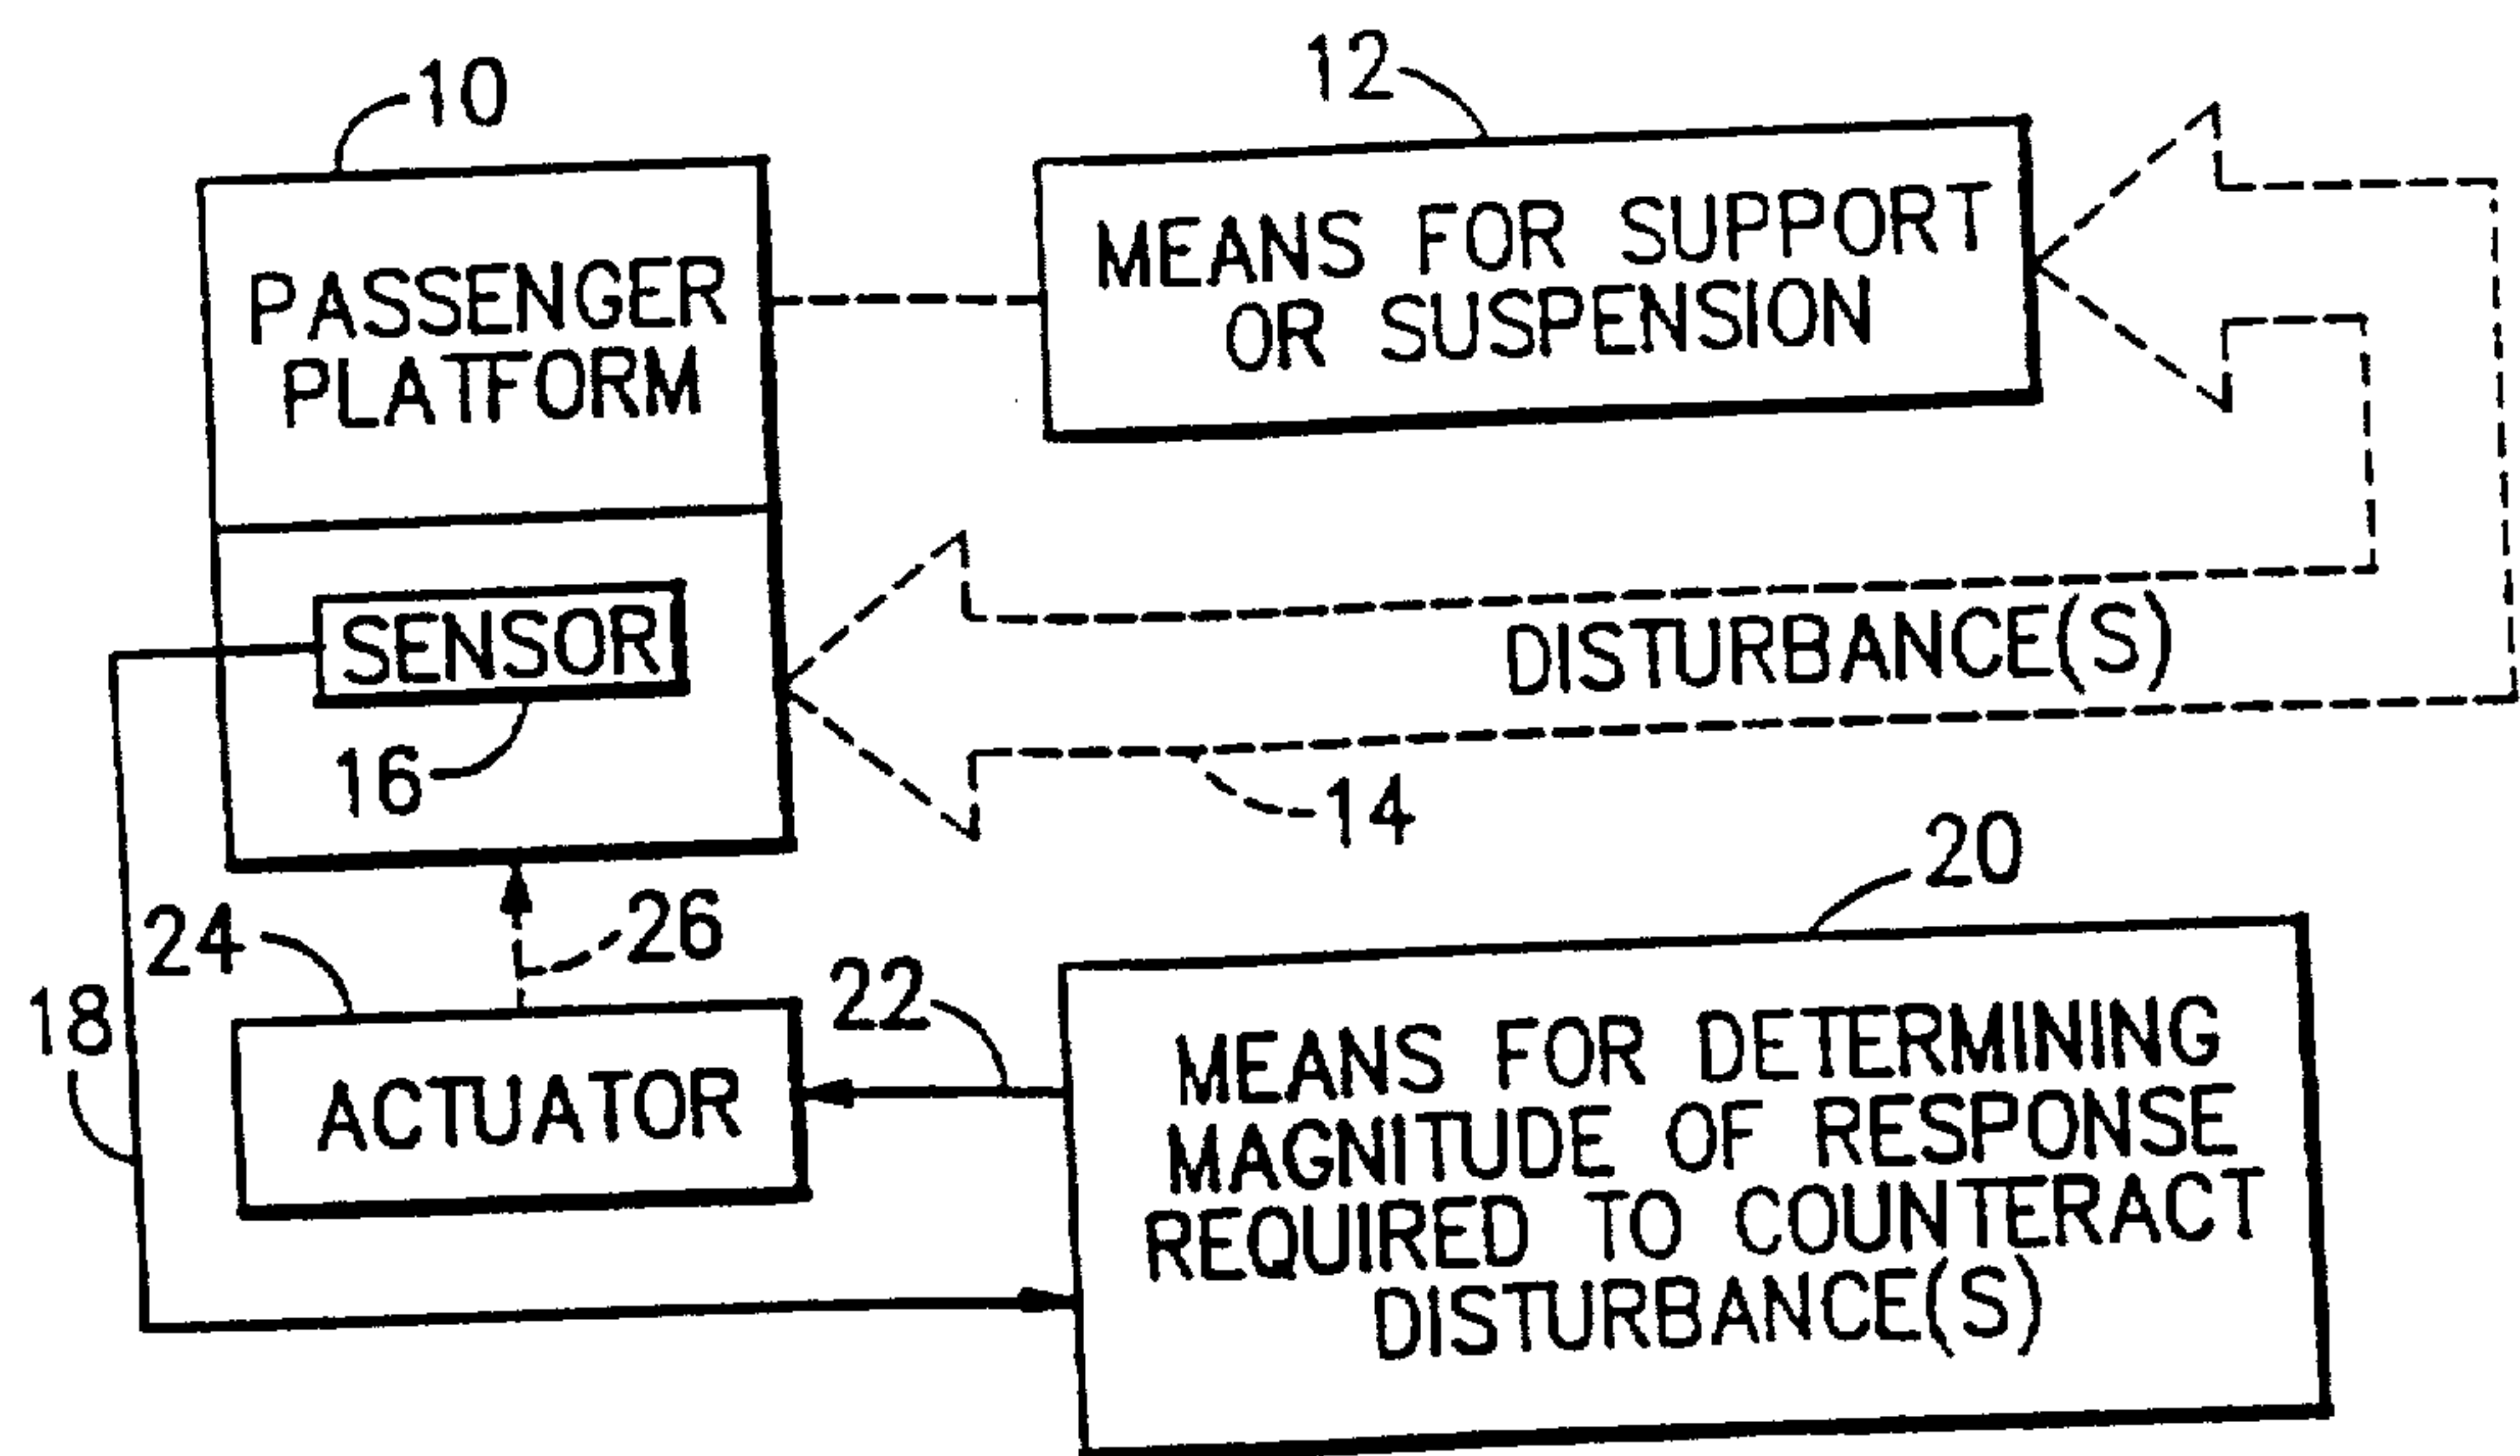 10
12
PASSENGER
PLATFORM
MEANS FOR SUPPORT
OR SUSPENSION
SENSOR
16
DISTURBANCE(S)
14
20
24
26
22
18
ACTUATOR
MEANS FOR DETERMINING
MAGNITUDE OF RESPONSE
REQUIRED TO COUNTERACT
DISTURBANCE(S)